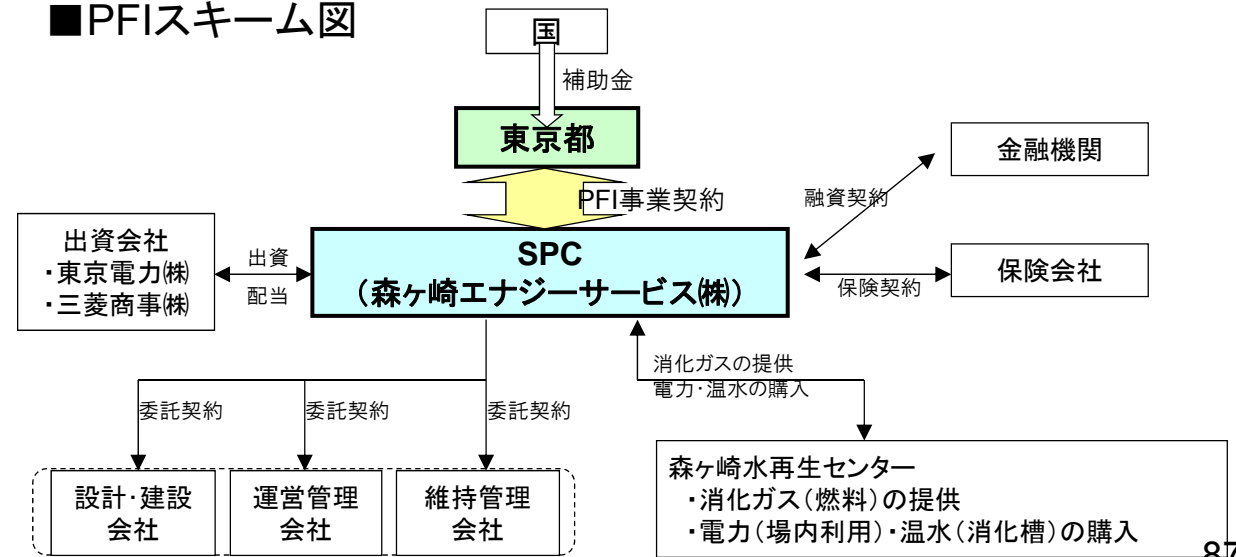 ■PFIスキーム図
国
補助金
東京都
PFI事業契約
金融機関
融資契約
出資会社
・東京電力㈱
・三菱商事㈱
出資
配当
SPC
（森ヶ崎エナジーサービス㈱）
保険契約
保険会社
消化ガスの提供
電力・温水の購入
委託契約
委託契約
委託契約
設計・建設
会社
運営管理
会社
維持管理
会社
森ヶ崎水再生センター
・消化ガス（燃料）の提供
・電力（場内利用）・温水（消化槽）の購入
87